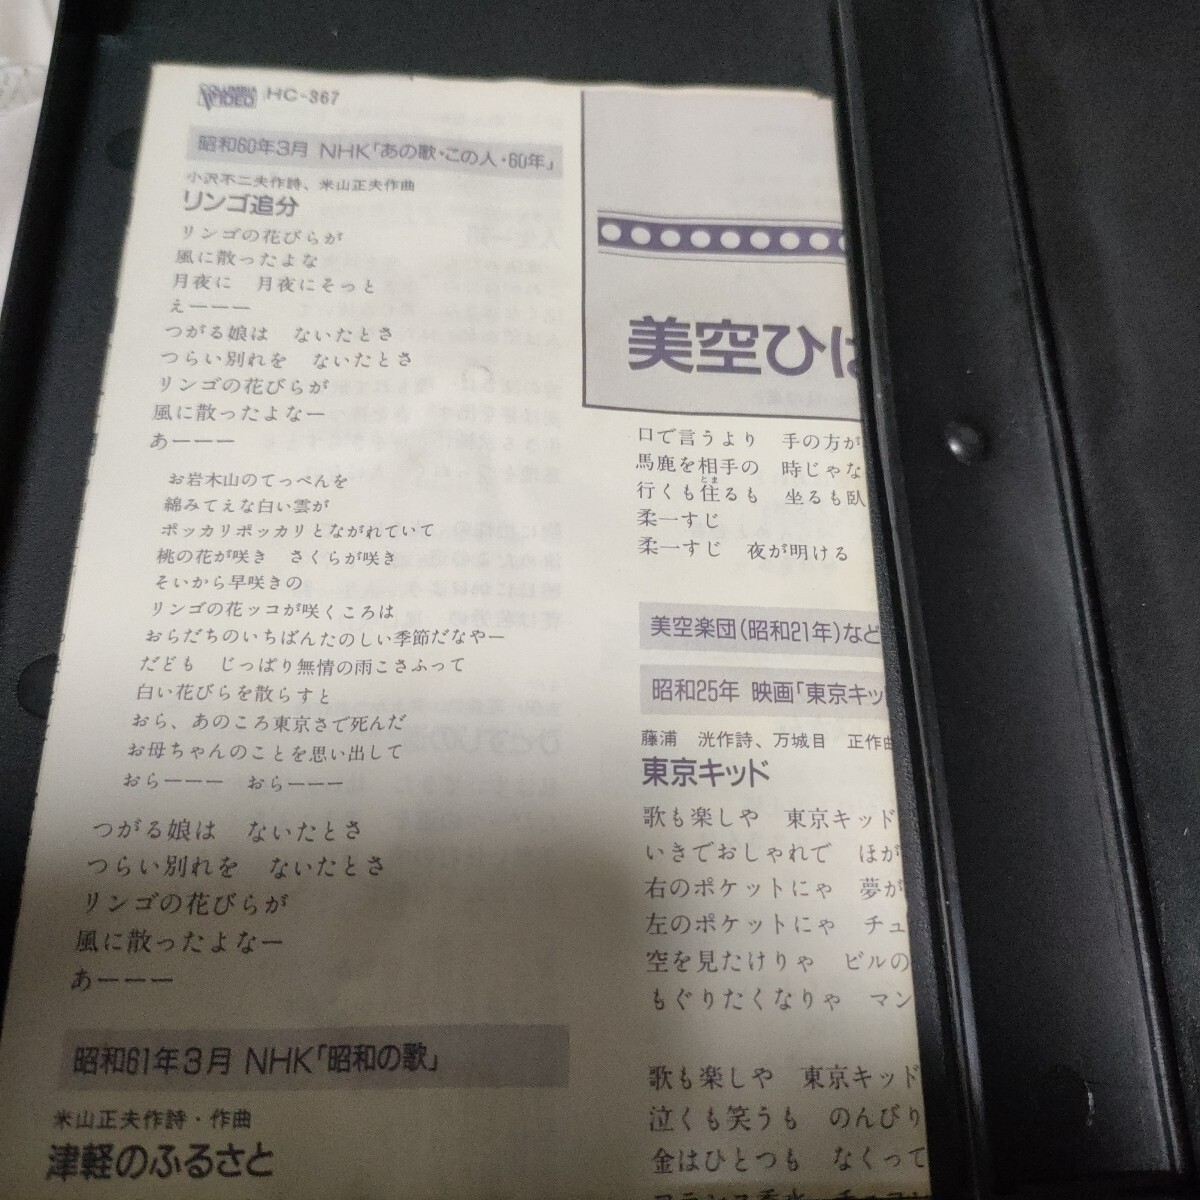 COLUMBIA VIDEO HC-367
昭和60年3月 NHK「あの歌・この人・60年」
小沢不二夫作詩、米山正夫作曲
リンゴ追分
リンゴの花びらが
風に散ったよな
月夜に 月夜にそっと
えーーー
つがる娘は ないたとさ
つらい別れを ないたとさ
リンゴの花びらが
風に散ったよなー
あーーー
お岩木山のてっぺんを
綿みてえな白い雲が
ポッカリポッカリとながれていて
桃の花が咲き さくらが咲き
そいから早咲きの
リンゴの花ッコが咲くころは
おらだちのいちばんたのしい季節だなやー
だども じっぱり無情の雨こさふって
白い花びらを散らすと
おら、あのころ東京さで死んだ
お母ちゃんのことを思い出して
おらーーー おらーーー
つがる娘は ないたとさ
つらい別れを ないたとさ
リンゴの花びらが
風に散ったよなー
あーーー
昭和61年3月 NHK「昭和の歌」
米山正夫作詩・作曲
津軽のふるさと
美空ひば
口で言うより 手の方が
馬鹿を相手の 時じゃな
行くも住るも 坐るも臥
とま
柔一すじ
柔一すじ 夜が明ける
美空楽団(昭和21年)など
昭和25年 映画「東京キッ
藤浦 洸作詩、万城目 正作曲
東京キッド
歌も楽しや 東京キッド
いきでおしゃれで ほが
右のポケットにゃ 夢が
左のポケットにゃ チュ
空を見たけりゃ ビルの
もぐりたくなりゃ マン
歌も楽しや 東京キッド
泣くも笑うも のんびり
金はひとつも なくって
フランス香水 チョコ